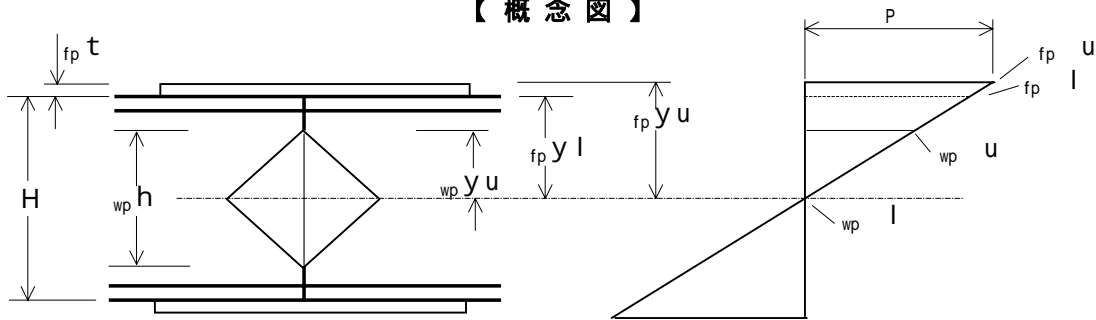 【 概 念 図 】
P
fp t
fp u
fp l
fp y u
fp y l
wp y u
wp h
H
wp u
wp l